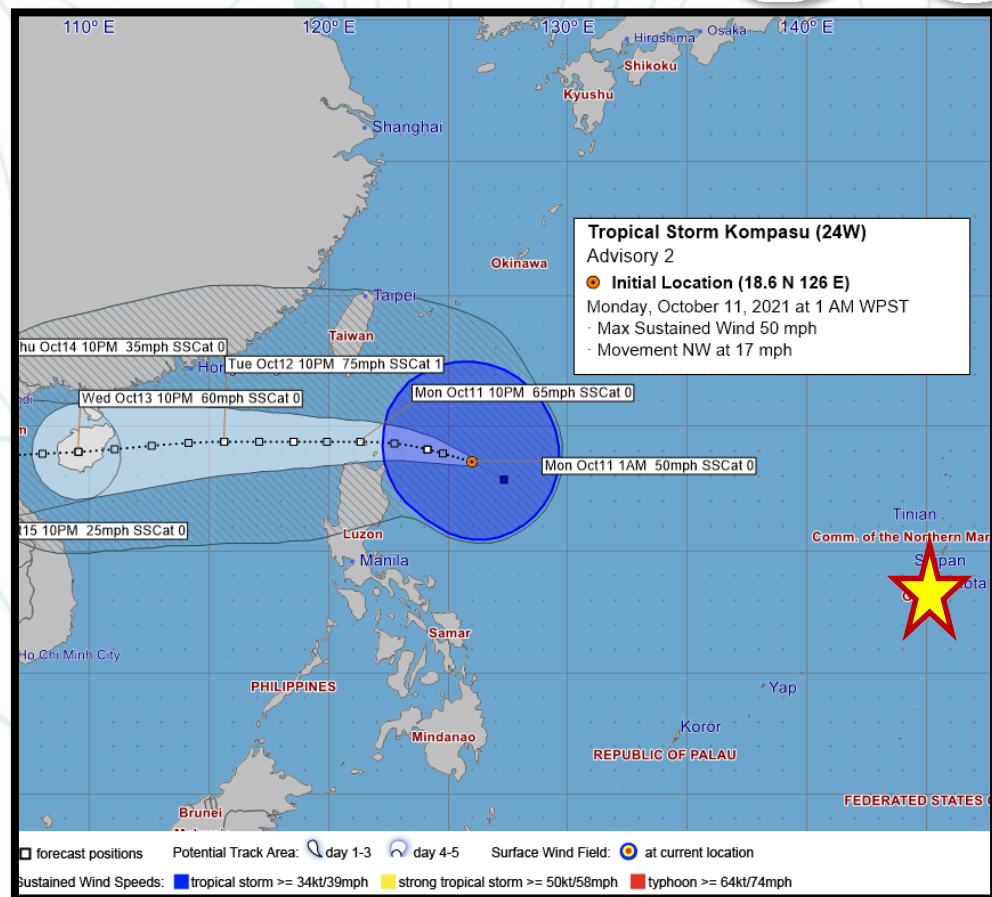 110° E
120° E
130° E
140° E
Osaka
Hiroshima
Shikoku
Kyushu
Shanghai
Tropical Storm Kompasu (24W)
Advisory 2
Initial Location (18.6 N 126 E)
Monday, October 11, 2021 at 1 AM WPST
· Max Sustained Wind 50 mph
· Movement NW at 17 mph
Okinawa
Taipei
Taiwan
hu Oct14 10PM 35mph SSCat 0
Tue Oct12 10PM 75mph SSCat 1
Wed Oct13 10PM 60mph SSCat 0
Mon Oct11 10PM 65mph SSCat 0
Mon Oct11 1AM 50mph SSCat 0
t15 10PM 25mph SSCat 0
Luzon
Manila
Tinian
Comm. of the Northern Mar
Samar
Ho Chi Minh City
PHILIPPINES
Yap
Mindanao
Koror
REPUBLIC OF PALAU
FEDERATED STATES
Brunei
forecast positions Potential Track Area: day 1-3 day 4-5 Surface Wind Field: at current location
Sustained Wind Speeds: tropical storm >= 34kt/39mph strong tropical storm >= 50kt/58mph typhoon >= 64kt/74mph